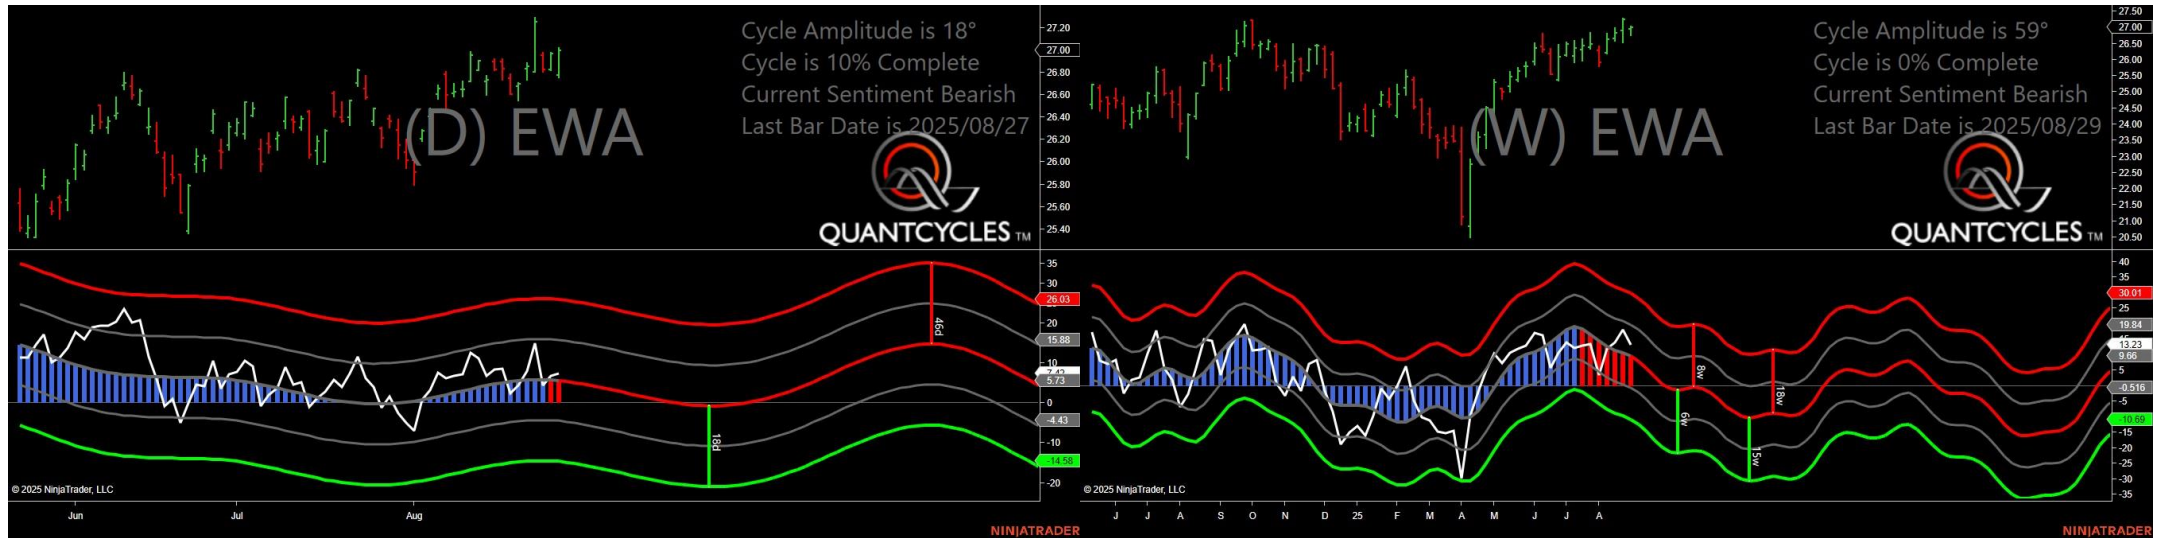 Cycle Amplitude is 18°
Cycle is 10% Complete
Current Sentiment Bearish
Last Bar Date is 2025/08/27
(D) EWA
QUANTCYCLES TM
27.20
27.00
26.80
26.60
26.40
26.20
26.00
25.80
25.60
25.40
35
30
26.03
20
15.88
10
5.73
0
-4.43
-10
-14.58
-20
46d
18d
© 2025 NinjaTrader, LLC
Jun
Jul
Aug
NINJATRADER
Cycle Amplitude is 59°
Cycle is 0% Complete
Current Sentiment Bearish
Last Bar Date is 2025/08/29
(W) EWA
QUANTCYCLES TM
27.50
27.00
26.50
26.00
25.50
25.00
24.50
24.00
23.50
23.00
22.50
22.00
21.50
21.00
20.50
40
35
30.01
25
19.84
13.23
9.66
5
-0.516
-5
-10.69
-15
-20
-25
-30
-35
8w
18w
6w
15w
© 2025 NinjaTrader, LLC
J
J
A
S
O
N
D
25
F
M
A
M
J
J
A
NINJATRADER